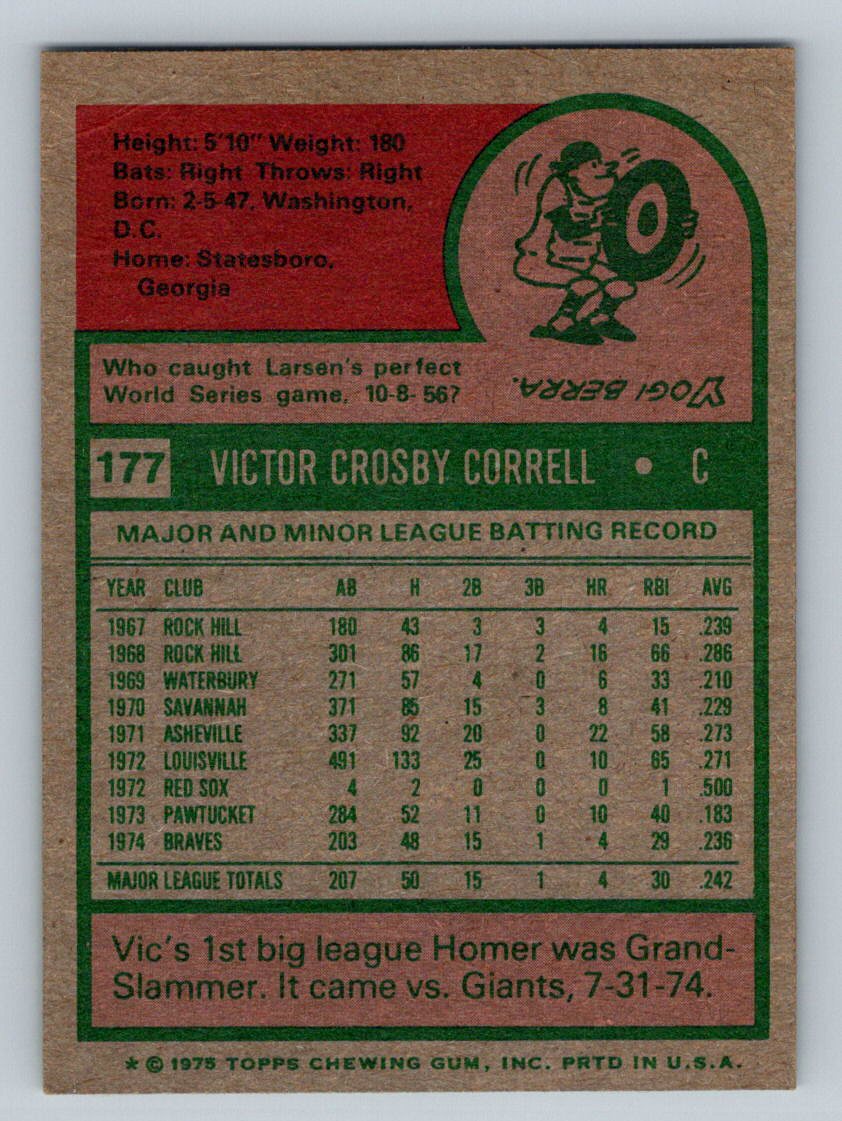 Height: 5'10" Weight: 180
Bats: Right Throws: Right
Born: 2-5-47, Washington,
D.C.
Home: Statesboro,
Georgia
0
Who caught Larsen's perfect
World Series game, 10-8-56?
YOGI BERRA.
177 VICTOR CROSBY CORRELL • C
MAJOR AND MINOR LEAGUE BATTING RECORD
YEAR CLUB AB H 2B 3B HR RBI AVG
1967 ROCK HILL 180 43 3 3 4 15 .239
1968 ROCK HILL 301 86 17 2 16 66 .286
1969 WATERBURY 271 57 4 0 6 33 .210
1970 SAVANNAH 371 85 15 3 8 41 .229
1971 ASHEVILLE 337 92 20 0 22 58 .273
1972 LOUISVILLE 491 133 25 0 10 65 .271
1972 RED SOX 4 2 0 0 0 1 .500
1973 PAWTUCKET 284 52 11 0 10 40 .183
1974 BRAVES 203 48 15 1 4 29 .236
MAJOR LEAGUE TOTALS 207 50 15 1 4 30 .242
Vic's 1st big league Homer was Grand-
Slammer. It came vs. Giants, 7-31-74.
* © 1975 TOPPS CHEWING GUM, INC. PRTD IN U.S.A.